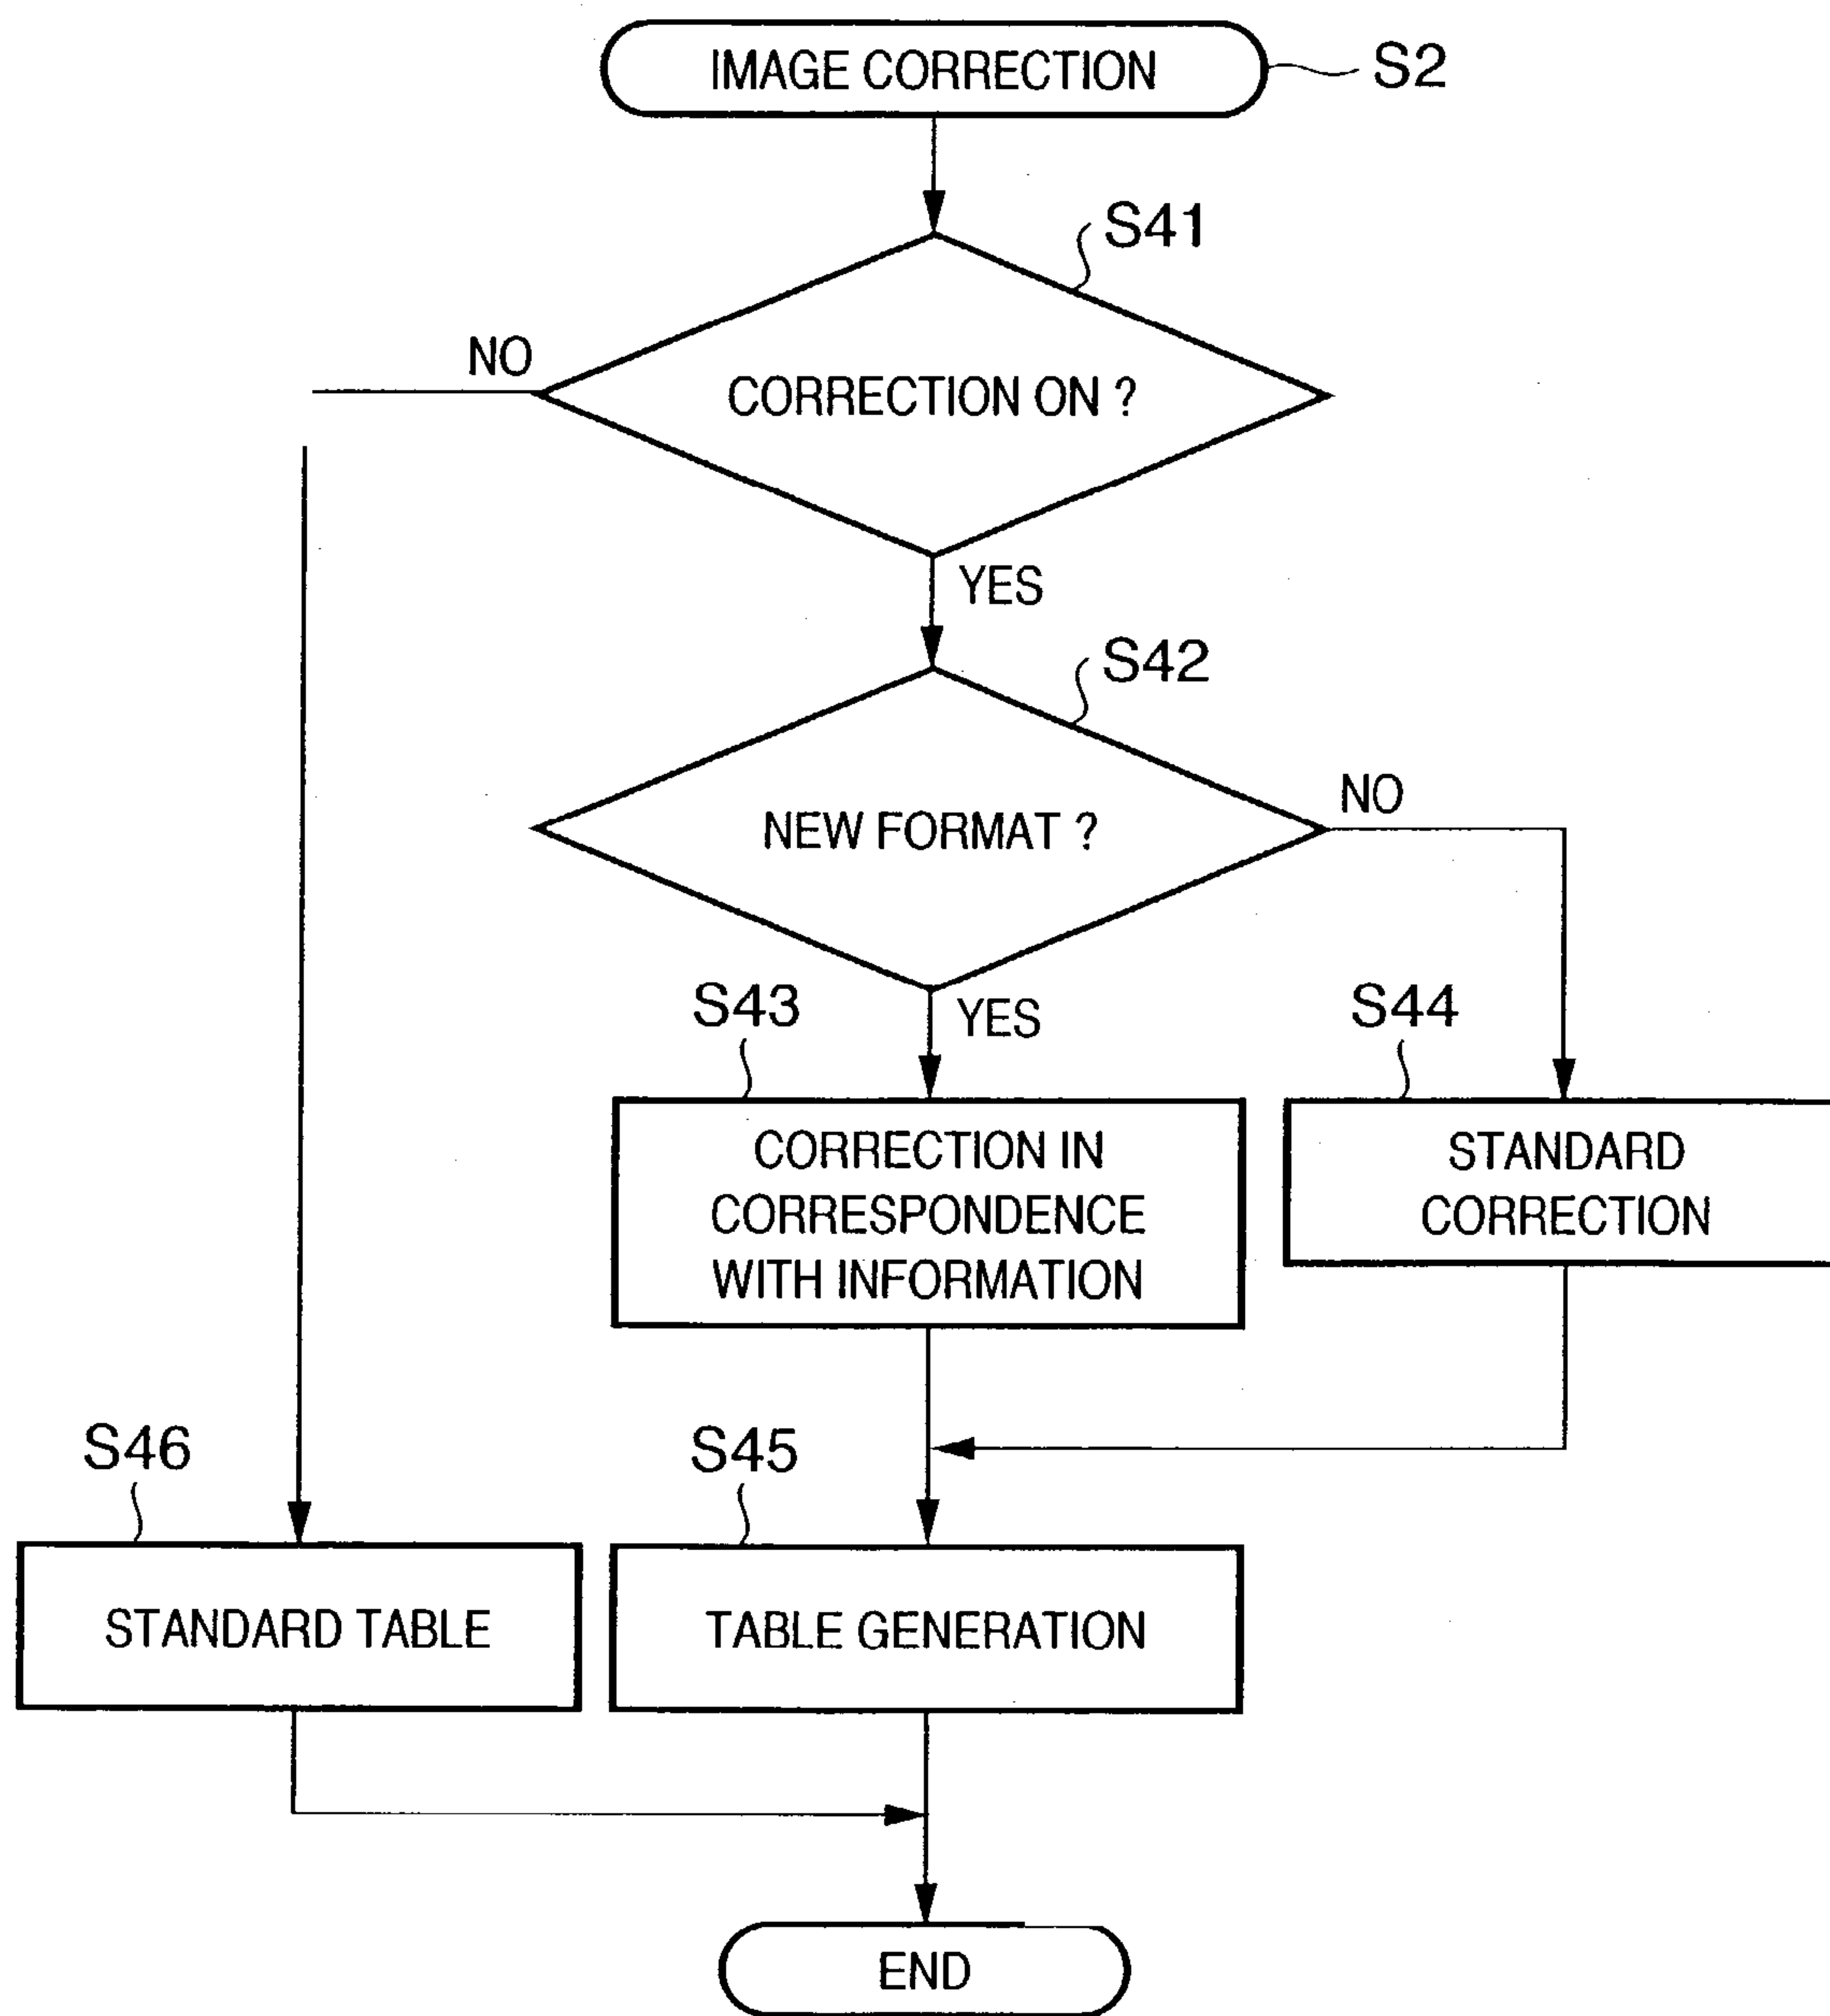 IMAGE CORRECTION
S2
S41
NO
CORRECTION ON ?
YES
S42
NO
NEW FORMAT ?
S43
YES
S44
CORRECTION IN
CORRESPONDENCE
WITH INFORMATION
STANDARD
CORRECTION
S46
S45
STANDARD TABLE
TABLE GENERATION
END